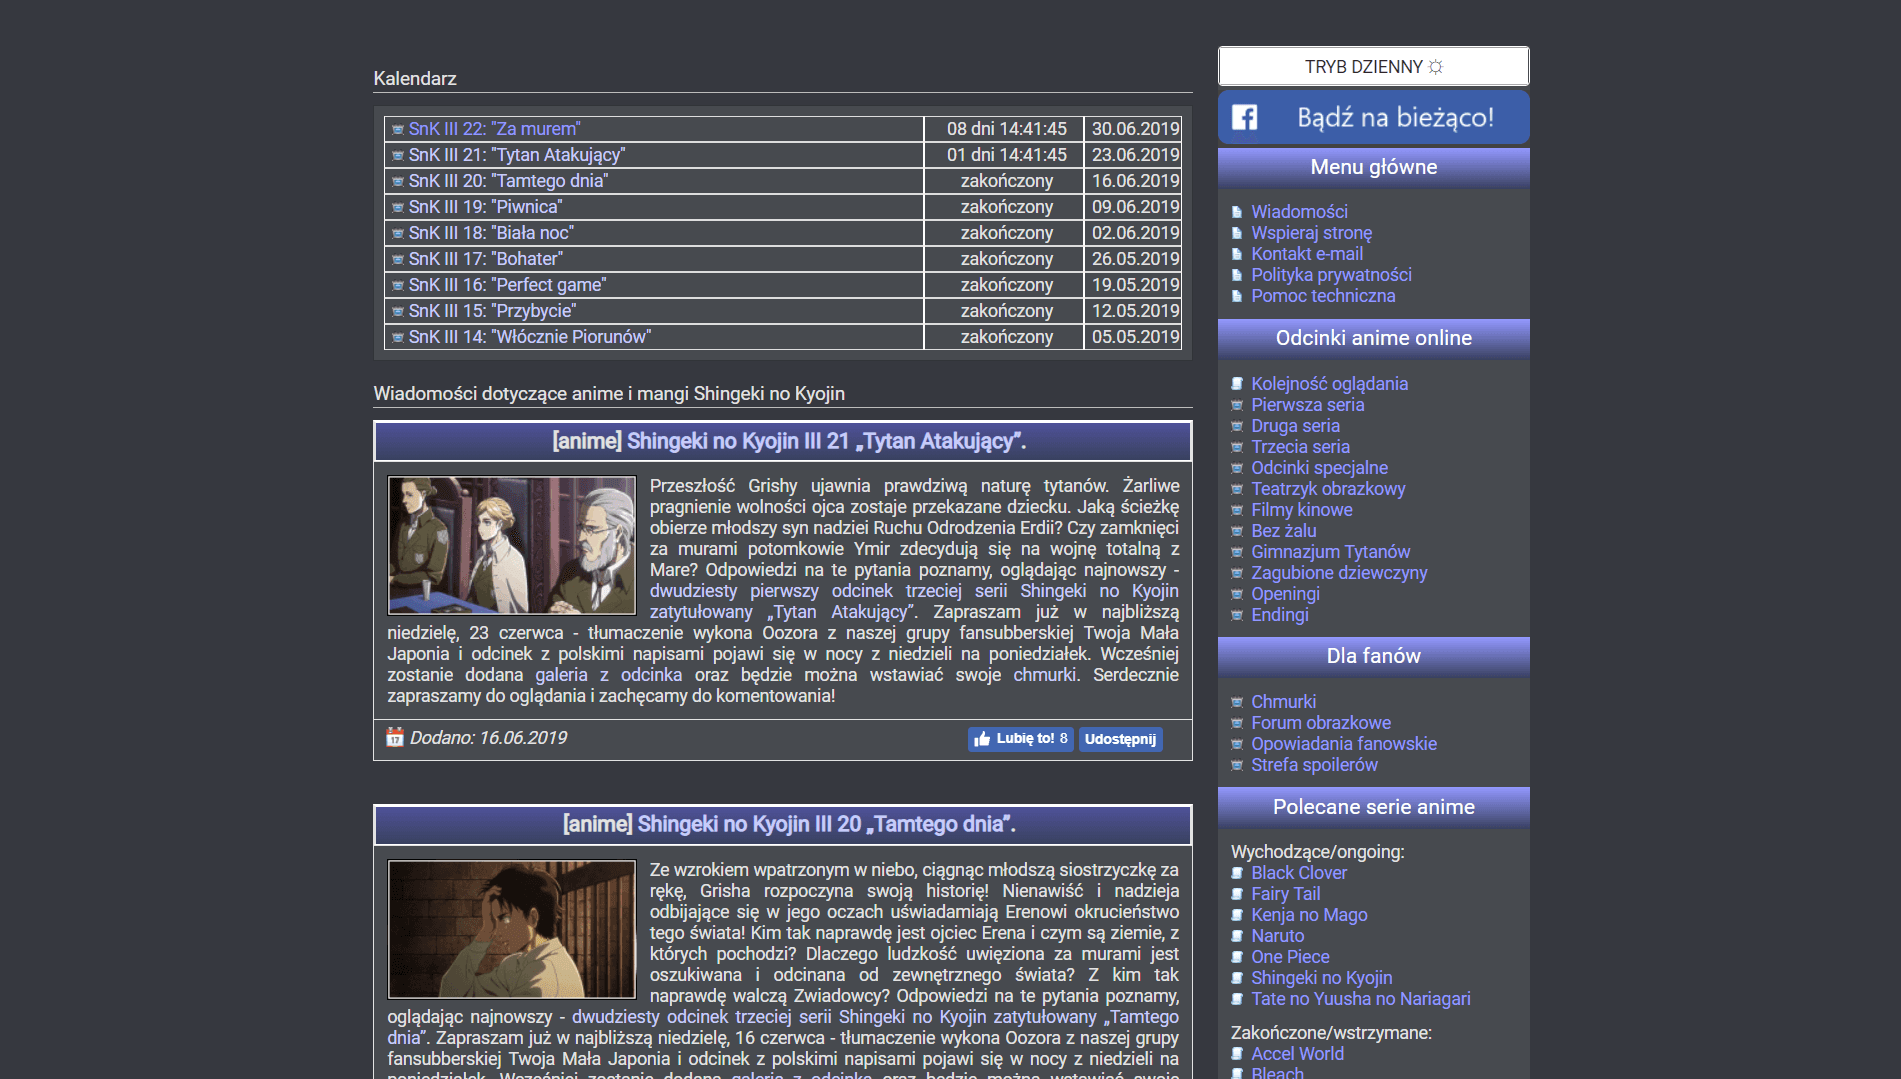 Kalendarz
SnK III 22: "Za murem" 08 dni 14:41:45 30.06.2019
SnK III 21: "Tytan Atakujący" 01 dni 14:41:45 23.06.2019
SnK III 20: "Tamtego dnia" zakończony 16.06.2019
SnK III 19: "Piwnica" zakończony 09.06.2019
SnK III 18: "Biała noc" zakończony 02.06.2019
SnK III 17: "Bohater" zakończony 26.05.2019
SnK III 16: "Perfect game" zakończony 19.05.2019
SnK III 15: "Przybycie" zakończony 12.05.2019
SnK III 14: "Włócznie Piorunów" zakończony 05.05.2019
Wiadomości dotyczące anime i mangi Shingeki no Kyojin
[anime] Shingeki no Kyojin III 21 „Tytan Atakujący”.
Przeszłość Grishy ujawnia prawdziwą naturę tytanów. Żarliwe
pragnienie wolności ojca zostaje przekazane dziecku. Jaką ścieżkę
obierze młodszy syn nadziei Ruchu Odrodzenia Erdii? Czy zamknięci
za murami potomkowie Ymir zdecydują się na wojnę totalną z
Mare? Odpowiedzi na te pytania poznamy, oglądając najnowszy -
dwudziesty pierwszy odcinek trzeciej serii Shingeki no Kyojin
zatytułowany „Tytan Atakujący”. Zapraszam już w najbliższą
niedzielę, 23 czerwca - tłumaczenie wykona Oozora z naszej grupy fansubberskiej Twoja Mała
Japonia i odcinek z polskimi napisami pojawi się w nocy z niedzieli na poniedziałek. Wcześniej
zostanie dodana galeria z odcinka oraz będzie można wstawiać swoje chmurki. Serdecznie
zapraszamy do oglądania i zachęcamy do komentowania!
17 Dodano: 16.06.2019 Lubię to! 8 Udostępnij
[anime] Shingeki no Kyojin III 20 „Tamtego dnia”.
Ze wzrokiem wpatrzonym w niebo, ciągnąc młodszą siostrzyczkę za
rękę, Grisha rozpoczyna swoją historię! Nienawiść i nadzieja
odbijające się w jego oczach uświadamiają Erenowi okrucieństwo
tego świata! Kim tak naprawdę jest ojciec Erena i czym są ziemie, z
których pochodzi? Dlaczego ludzkość uwięziona za murami jest
oszukiwana i odcinana od zewnętrznego świata? Z kim tak
naprawdę walczą Zwiadowcy? Odpowiedzi na te pytania poznamy,
oglądając najnowszy - dwudziesty odcinek trzeciej serii Shingeki no Kyojin zatytułowany „Tamtego
dnia”. Zapraszam już w najbliższą niedzielę, 16 czerwca - tłumaczenie wykona Oozora z naszej grupy
fansubberskiej Twoja Mała Japonia i odcinek z polskimi napisami pojawi się w nocy z niedzieli na
poniedziałek. Wcześniej zostanie dodana galeria z odcinka oraz będzie można wstawiać swoje
TRYB DZIENNY
Bądź na bieżąco!
Menu główne
Wiadomości
Wspieraj stronę
Kontakt e-mail
Polityka prywatności
Pomoc techniczna
Odcinki anime online
Kolejność oglądania
Pierwsza seria
Druga seria
Trzecia seria
Odcinki specjalne
Teatrzyk obrazkowy
Filmy kinowe
Bez żalu
Gimnazjum Tytanów
Zagubione dziewczyny
Openingi
Endingi
Dla fanów
Chmurki
Forum obrazkowe
Opowiadania fanowskie
Strefa spoilerów
Polecane serie anime
Wychodzące/ongoing:
Black Clover
Fairy Tail
Kenja no Mago
Naruto
One Piece
Shingeki no Kyojin
Tate no Yuusha no Nariagari
Zakończone/wstrzymane:
Accel World
Bleach